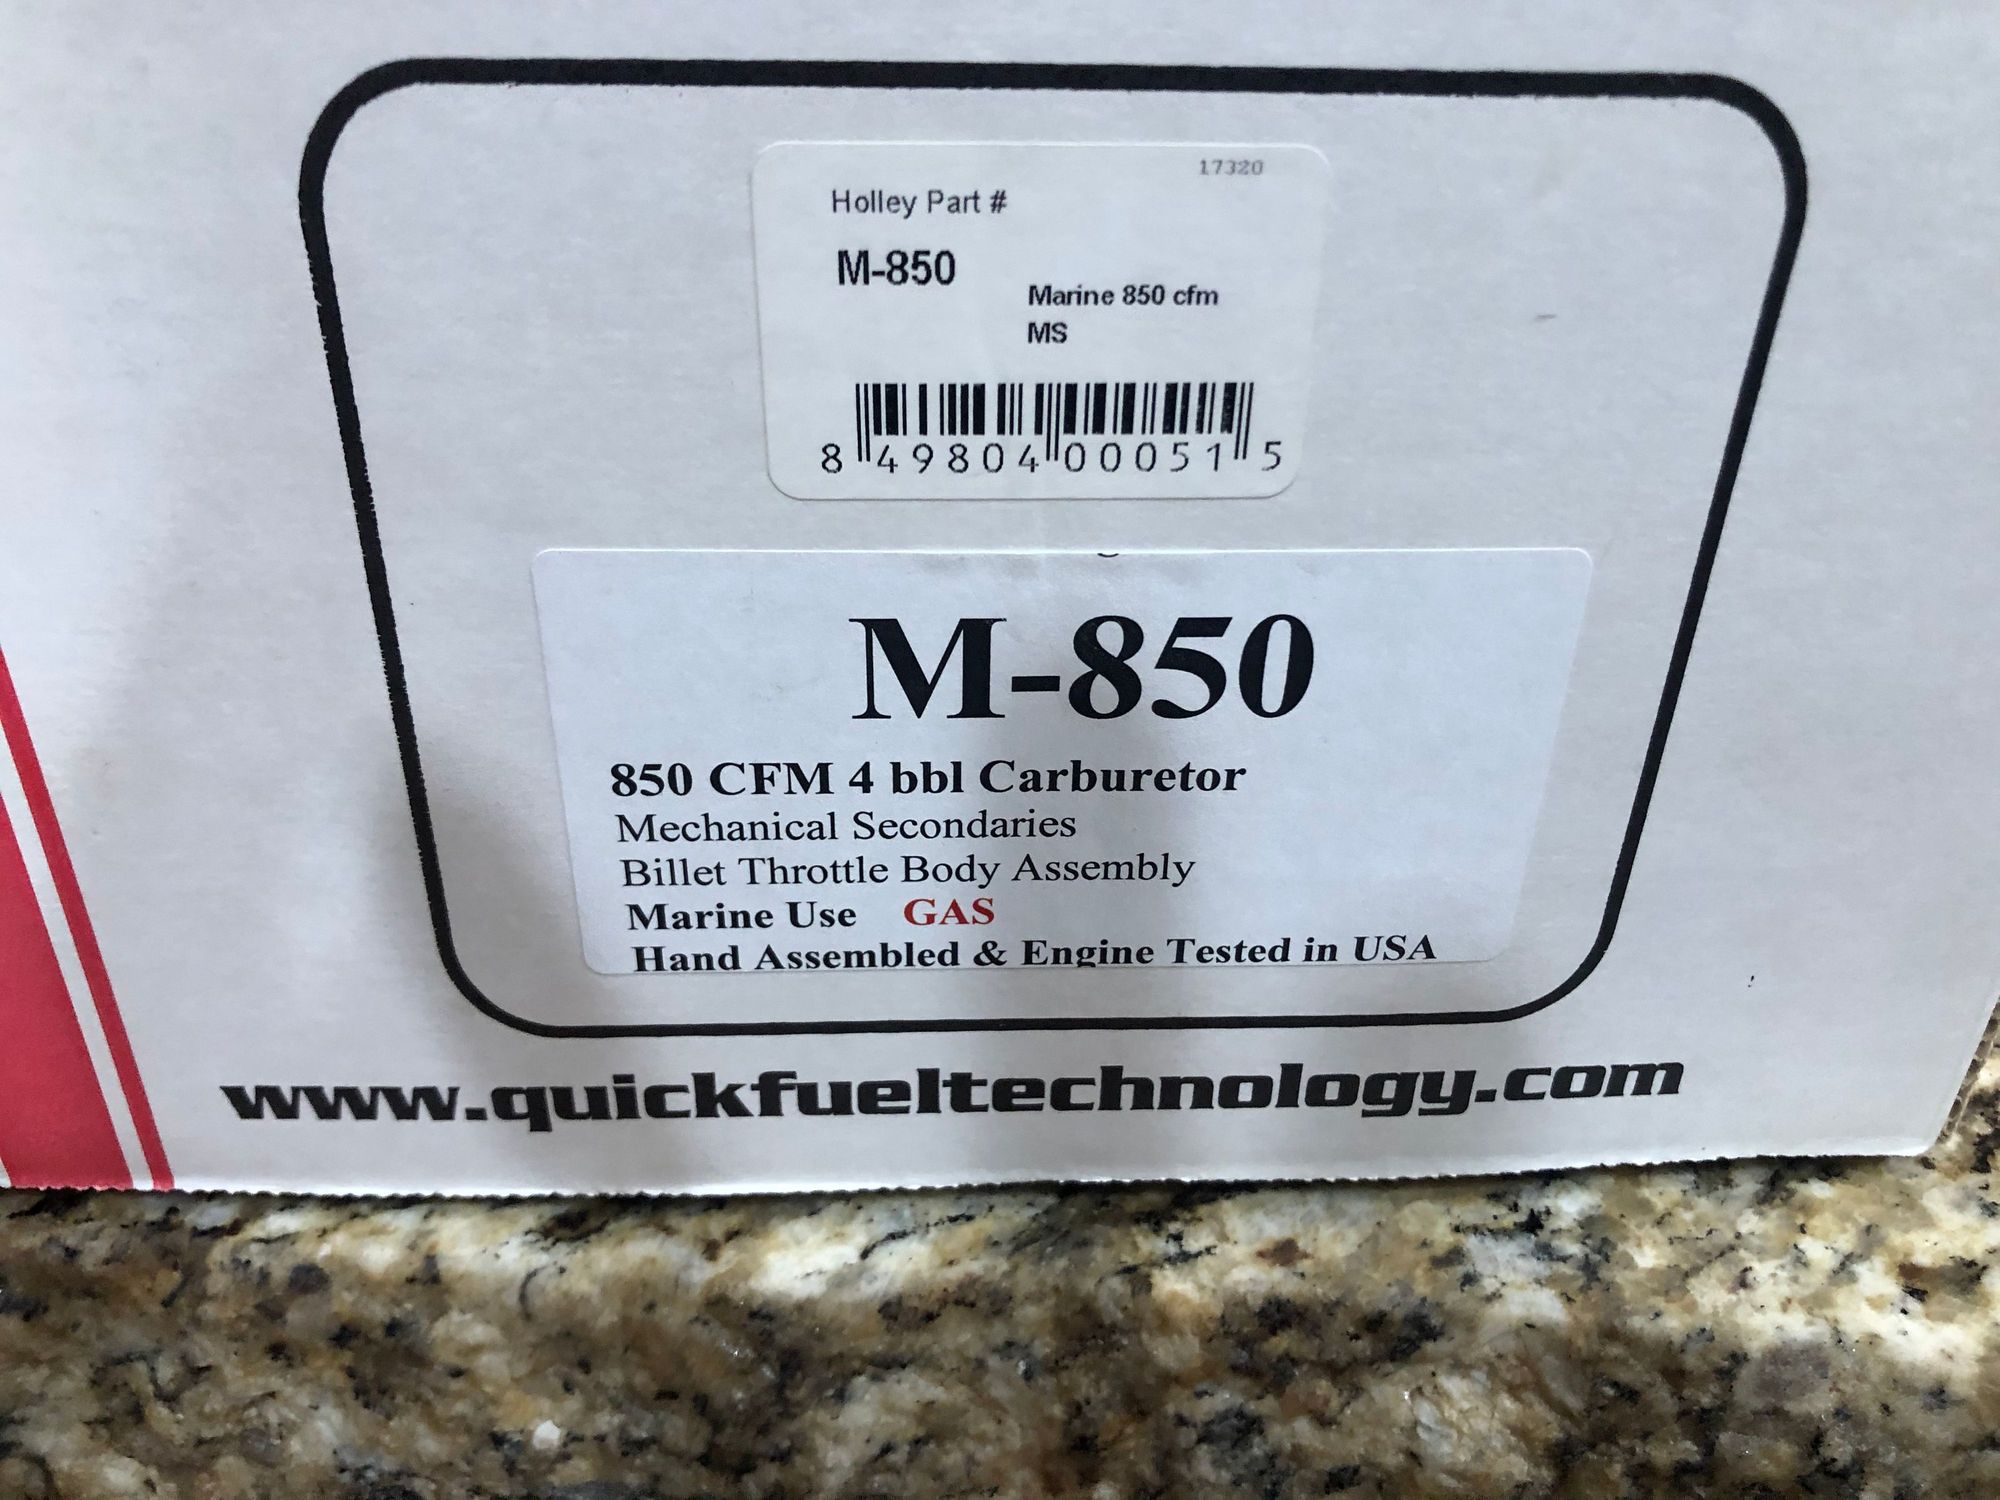 17320
Holley Part #
M-850
Marine 850 cfm
MS
8 49804 00051 5
M-850
850 CFM 4 bbl Carburetor
Mechanical Secondaries
Billet Throttle Body Assembly
Marine Use GAS
Hand Assembled & Engine Tested in USA
www.quickfueltechnology.com